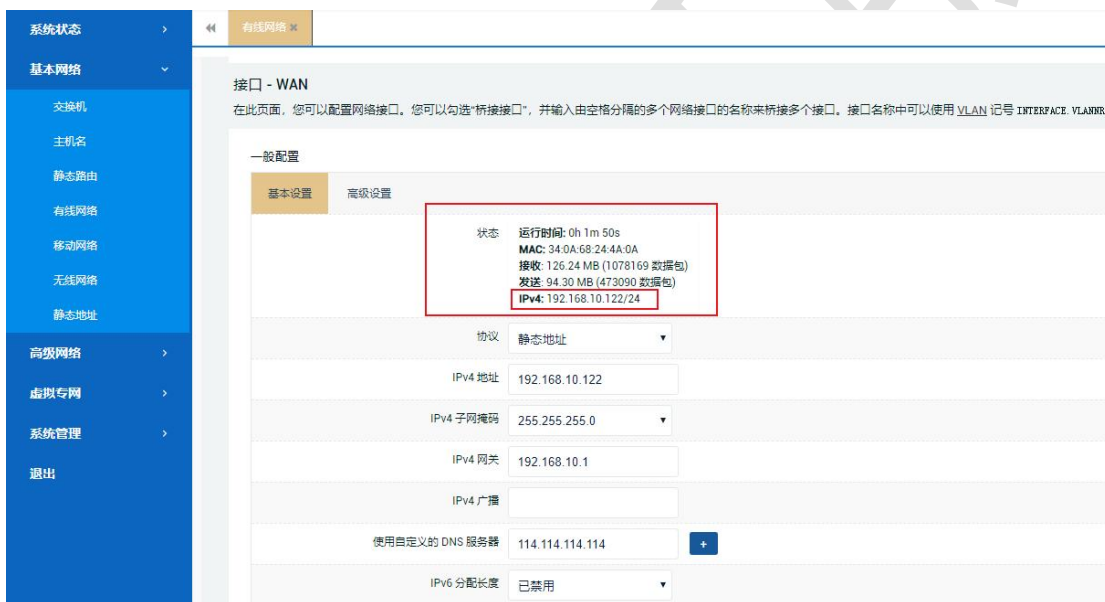 系统状态
基本网络
交换机
主机名
静态路由
有线网络
移动网络
无线网络
静态地址
高级网络
虚拟专网
系统管理
退出
有线网络
接口 - WAN
在此页面，您可以配置网络接口。您可以勾选“桥接接口”，并输入由空格分隔的多个网络接口的名称来桥接多个接口。接口名称中可以使用 VLAN 记号 INTERFACE.VLANNR
一般配置
基本设置 高级设置
状态 运行时间: 0h 1m 50s
MAC: 34:0A:68:24:4A:0A
接收: 126.24 MB (1078169 数据包)
发送: 94.30 MB (473090 数据包)
IPv4: 192.168.10.122/24
协议 静态地址
IPv4 地址 192.168.10.122
IPv4 子网掩码 255.255.255.0
IPv4 网关 192.168.10.1
IPv4 广播
使用自定义的 DNS 服务器 114.114.114.114 +
IPv6 分配长度 已禁用